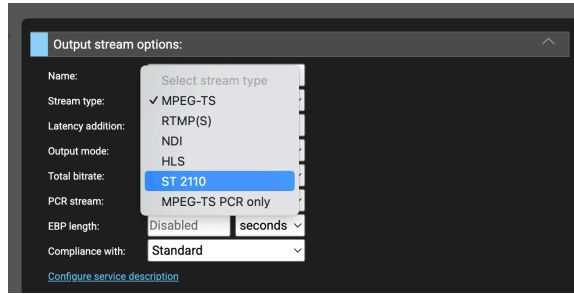 Output stream options:
Name:
Select stream type
Stream type:
✓ MPEG-TS
Latency addition:
RTMP(S)
Output mode:
NDI
HLS
Total bitrate:
ST 2110
PCR stream:
MPEG-TS PCR only
EBP length:
Disabled
seconds
Compliance with:
Standard
Configure service description